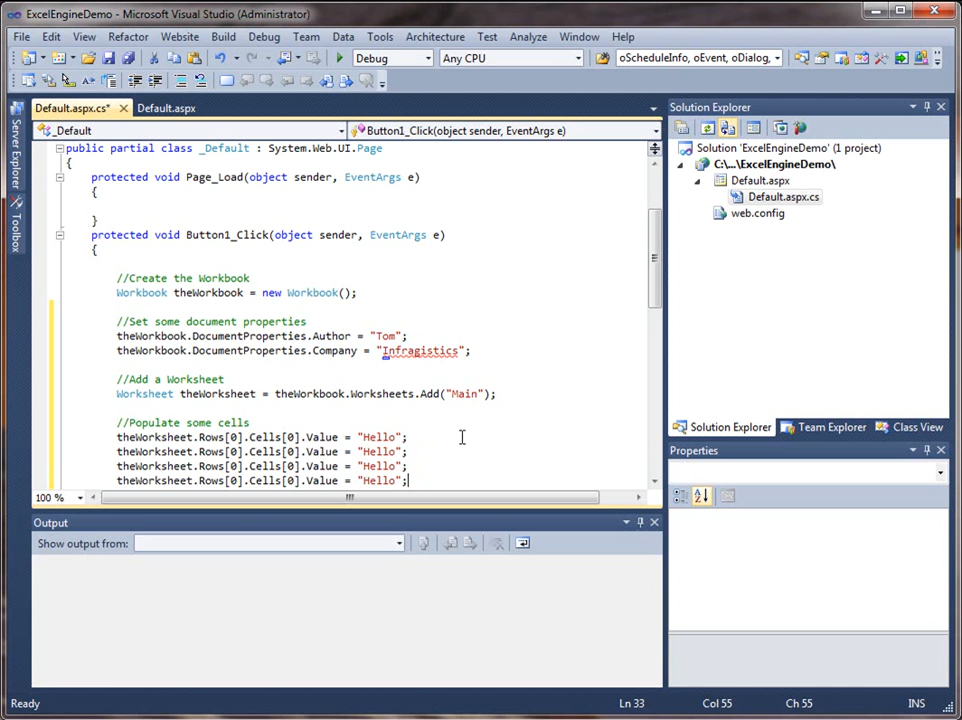 ExcelEngineDemo - Microsoft Visual Studio (Administrator)
File Edit View Refactor Website Build Debug Team Data Tools Architecture Test Analyze Window Help
Debug Any CPU oScheduleInfo, oEvent, oDialog,
Default.aspx.cs* Default.aspx
_Default Button1_Click(object sender, EventArgs e)
Server Explorer
Toolbox
public partial class _Default : System.Web.UI.Page
{
protected void Page_Load(object sender, EventArgs e)
{
}
protected void Button1_Click(object sender, EventArgs e)
{
//Create the Workbook
Workbook theWorkbook = new Workbook();
//Set some document properties
theWorkbook.DocumentProperties.Author = "Tom";
theWorkbook.DocumentProperties.Company = "Infragistics";
//Add a Worksheet
Worksheet theWorksheet = theWorkbook.Worksheets.Add("Main");
//Populate some cells
theWorksheet.Rows[0].Cells[0].Value = "Hello";
theWorksheet.Rows[0].Cells[0].Value = "Hello";
theWorksheet.Rows[0].Cells[0].Value = "Hello";
theWorksheet.Rows[0].Cells[0].Value = "Hello";
100 %
Solution Explorer
Solution 'ExcelEngineDemo' (1 project)
C:\...\ExcelEngineDemo\
Default.aspx
Default.aspx.cs
web.config
Solution Explorer Team Explorer Class View
Properties
Output
Show output from:
Ready Ln 33 Col 55 Ch 55 INS